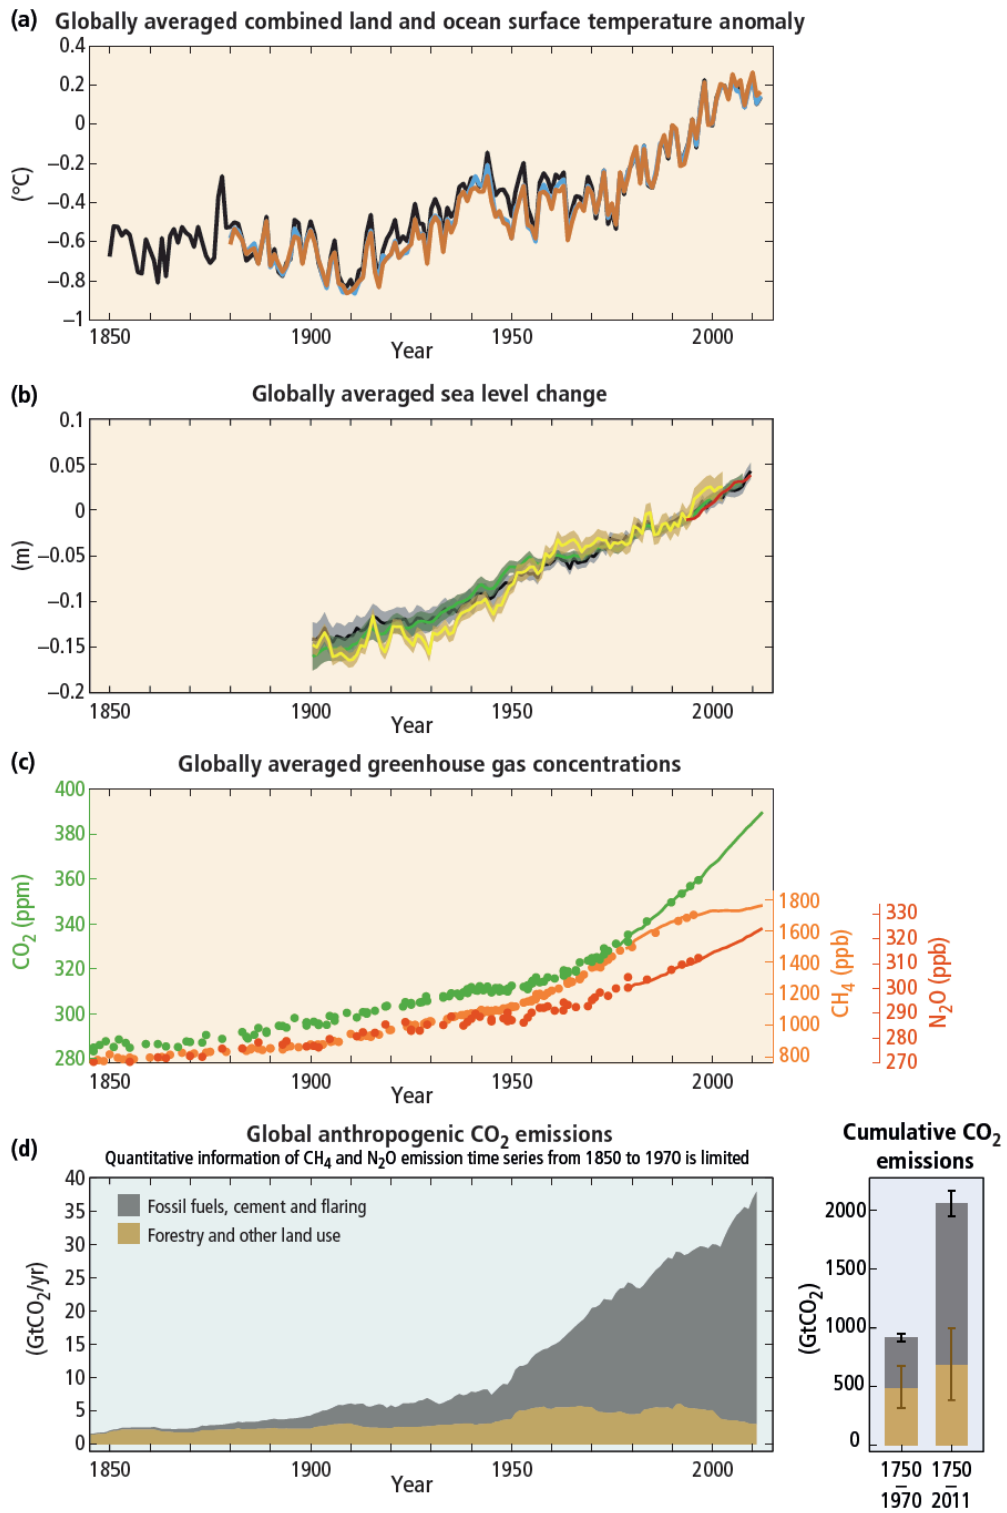 (a) Globally averaged combined land and ocean surface temperature anomaly
0.4
0.2
0
−0.2
−0.4
−0.6
−0.8
−1
(°C)
1850 1900 1950 2000
Year
(b) Globally averaged sea level change
0.1
0.05
0
−0.05
−0.1
−0.15
−0.2
(m)
1850 1900 1950 2000
Year
(c) Globally averaged greenhouse gas concentrations
400
380
360
340
320
300
280
CO2 (ppm)
1800
1600
1400
1200
1000
800
CH4 (ppb)
330
320
310
300
290
280
270
N2O (ppb)
1850 1900 1950 2000
Year
(d) Global anthropogenic CO2 emissions
Quantitative information of CH4 and N2O emission time series from 1850 to 1970 is limited
40
35
30
25
20
15
10
5
0
(GtCO2/yr)
Fossil fuels, cement and flaring
Forestry and other land use
1850 1900 1950 2000
Year
Cumulative CO2
emissions
2000
1500
1000
500
0
(GtCO2)
1750 1750
– –
1970 2011